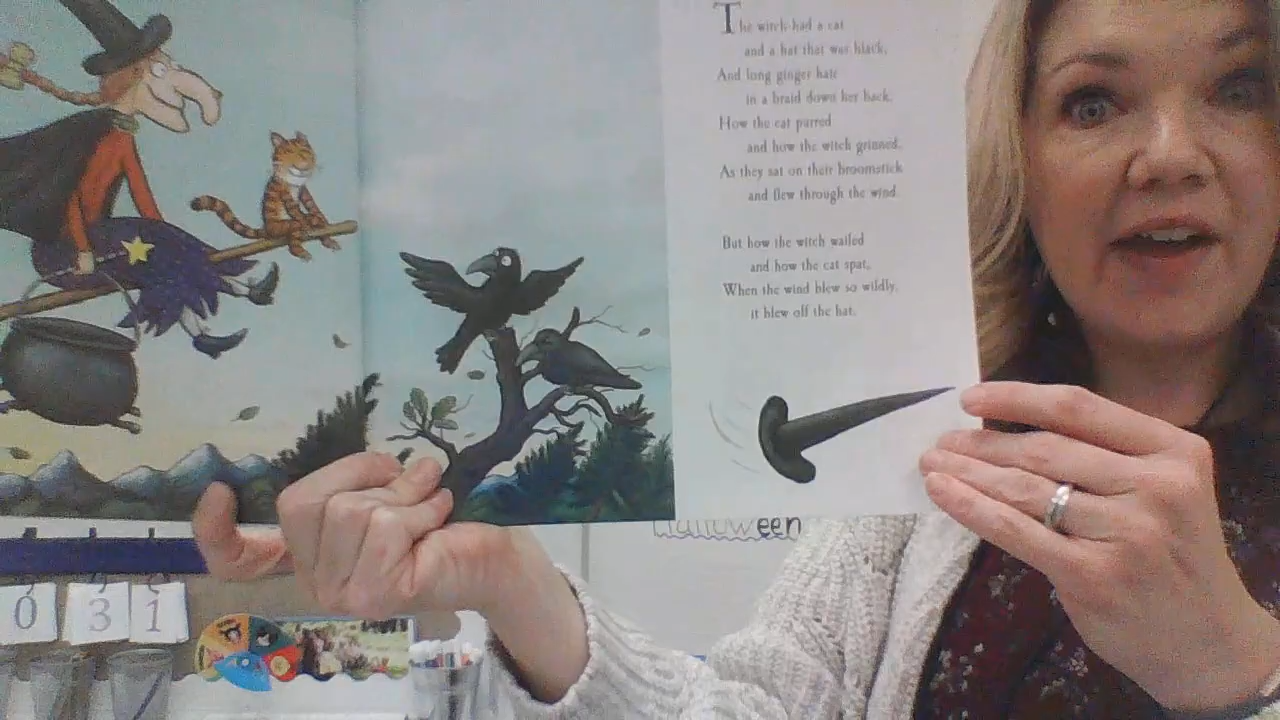 The witch had a cat
and a hat that was black,
And long ginger hair
in a braid down her back.
How the cat purred
and how the witch grinned,
As they sat on their broomstick
and flew through the wind.
But how the witch wailed
and how the cat spat,
When the wind blew so wildly,
it blew off the hat.
Halloween
0 3 1